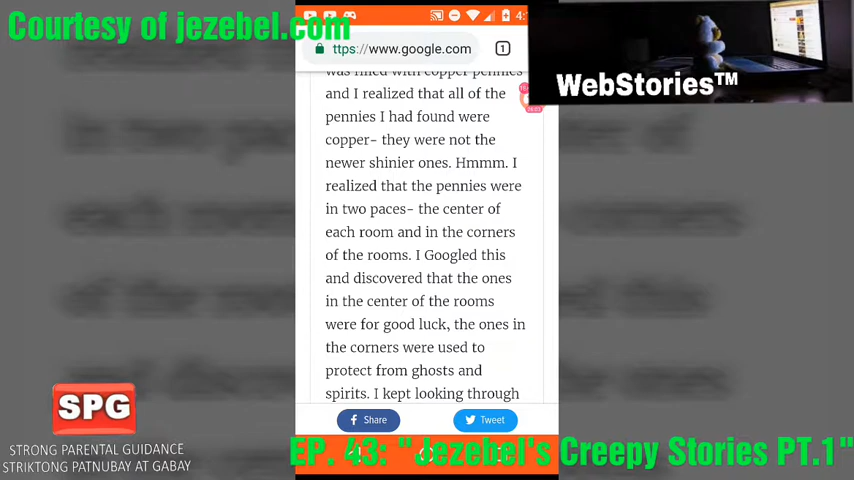 Courtesy of jezebel.com
ttps://www.google.com
1
WebStories™
was filled with copper pennies
and I realized that all of the
pennies I had found were
copper- they were not the
newer shinier ones. Hmmm. I
realized that the pennies were
in two paces- the center of
each room and in the corners
of the rooms. I Googled this
and discovered that the ones
in the center of the rooms
were for good luck, the ones in
the corners were used to
protect from ghosts and
spirits. I kept looking through
Share
Tweet
SPG
STRONG PARENTAL GUIDANCE
STRIKTONG PATNUBAY AT GABAY
EP. 43: "Jezebel's Creepy Stories PT.1"